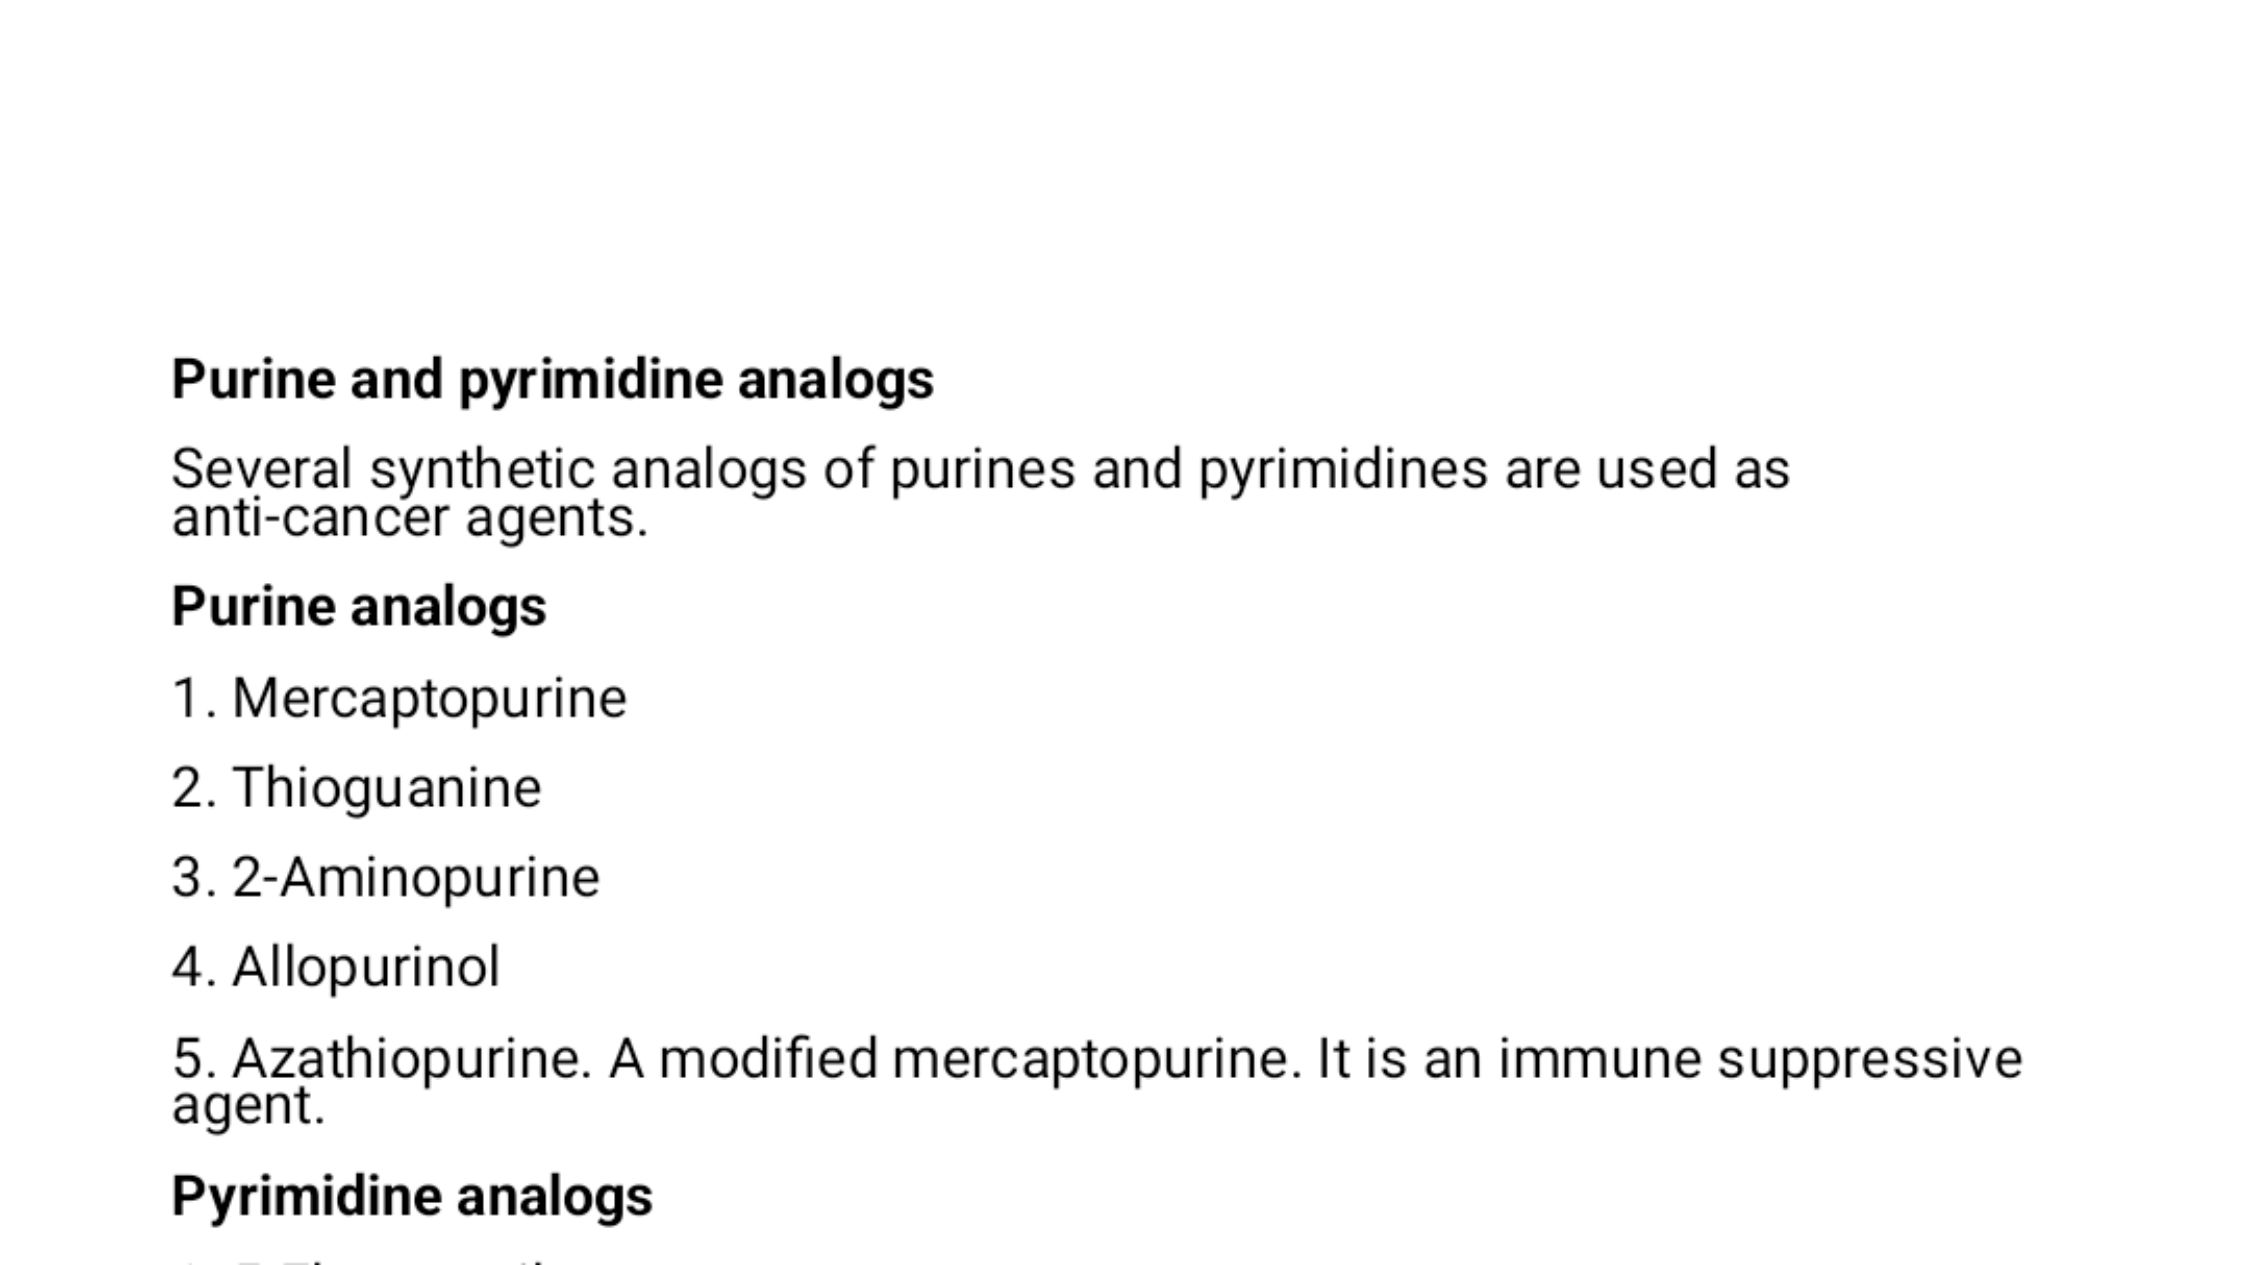 Purine and pyrimidine analogs
Several synthetic analogs of purines and pyrimidines are used as
anti-cancer agents.
Purine analogs
1. Mercaptopurine
2. Thioguanine
3. 2-Aminopurine
4. Allopurinol
5. Azathiopurine. A modified mercaptopurine. It is an immune suppressive
agent.
Pyrimidine analogs